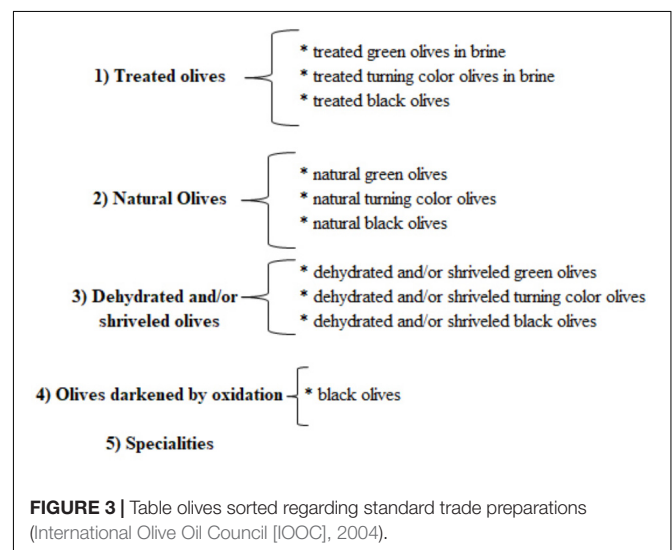 * treated green olives in brine
1) Treated olives * treated turning color olives in brine
* treated black olives
* natural green olives
2) Natural Olives * natural turning color olives
* natural black olives
* dehydrated and/or shriveled green olives
3) Dehydrated and/or * dehydrated and/or shriveled turning color olives
shriveled olives * dehydrated and/or shriveled black olives
4) Olives darkened by oxidation * black olives
5) Specialities
FIGURE 3 | Table olives sorted regarding standard trade preparations
(International Olive Oil Council [IOOC], 2004).